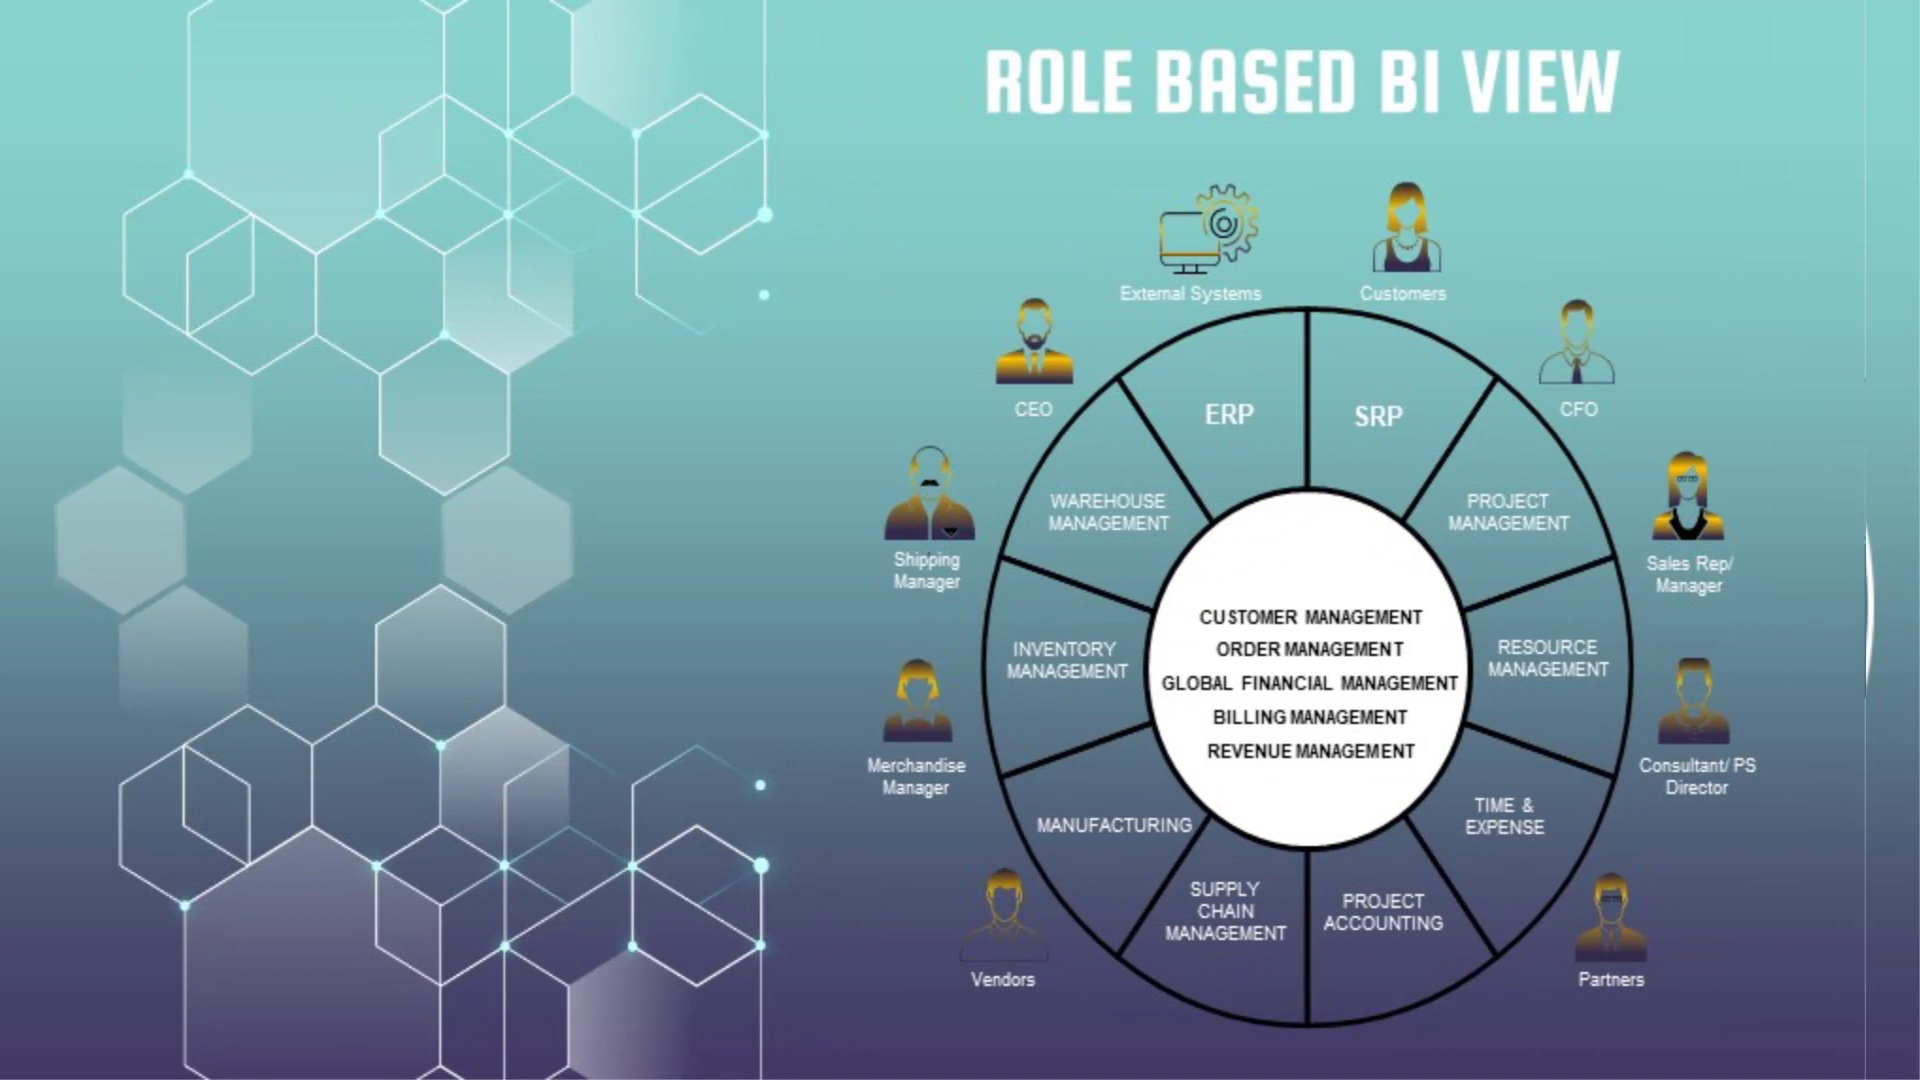 ROLE BASED BI VIEW
External Systems
Customers
CEO
CFO
Shipping
Manager
Sales Rep/
Manager
Merchandise
Manager
Consultant/ PS
Director
Vendors
Partners
ERP
SRP
WAREHOUSE
MANAGEMENT
PROJECT
MANAGEMENT
INVENTORY
MANAGEMENT
RESOURCE
MANAGEMENT
MANUFACTURING
TIME &
EXPENSE
SUPPLY
CHAIN
MANAGEMENT
PROJECT
ACCOUNTING
CUSTOMER MANAGEMENT
ORDER MANAGEMENT
GLOBAL FINANCIAL MANAGEMENT
BILLING MANAGEMENT
REVENUE MANAGEMENT